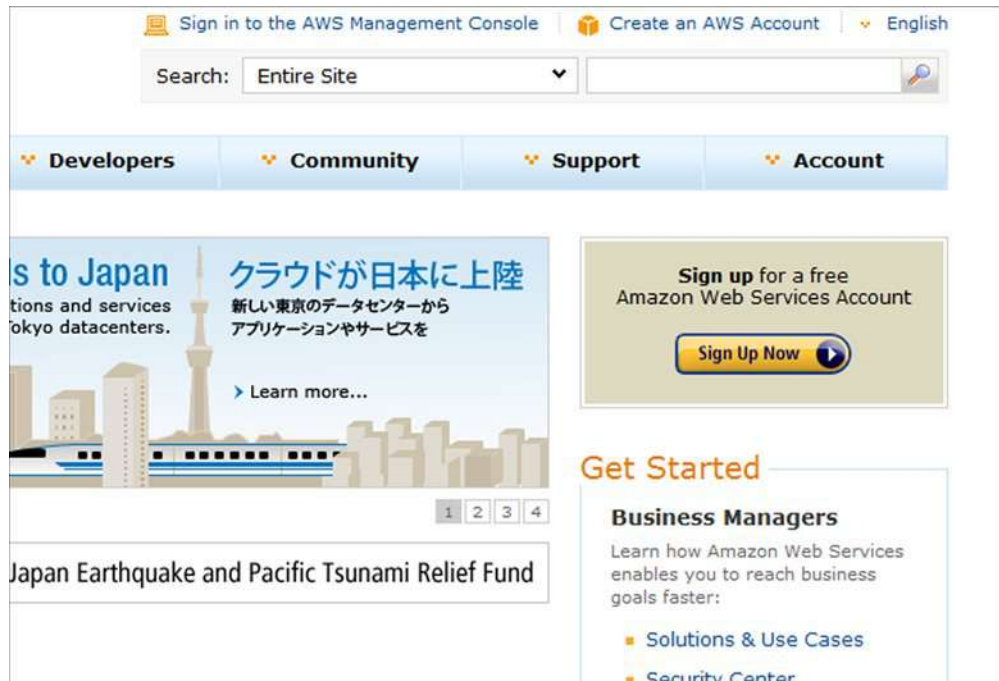 Sign in to the AWS Management Console
Create an AWS Account
English
Search:
Entire Site
Developers
Community
Support
Account
s to Japan
tions and services
okyo datacenters.
クラウドが日本に上陸
新しい東京のデータセンターから
アプリケーションやサービスを
Learn more...
1 2 3 4
Japan Earthquake and Pacific Tsunami Relief Fund
Sign up for a free
Amazon Web Services Account
Sign Up Now
Get Started
Business Managers
Learn how Amazon Web Services
enables you to reach business
goals faster:
Solutions & Use Cases
Security Center